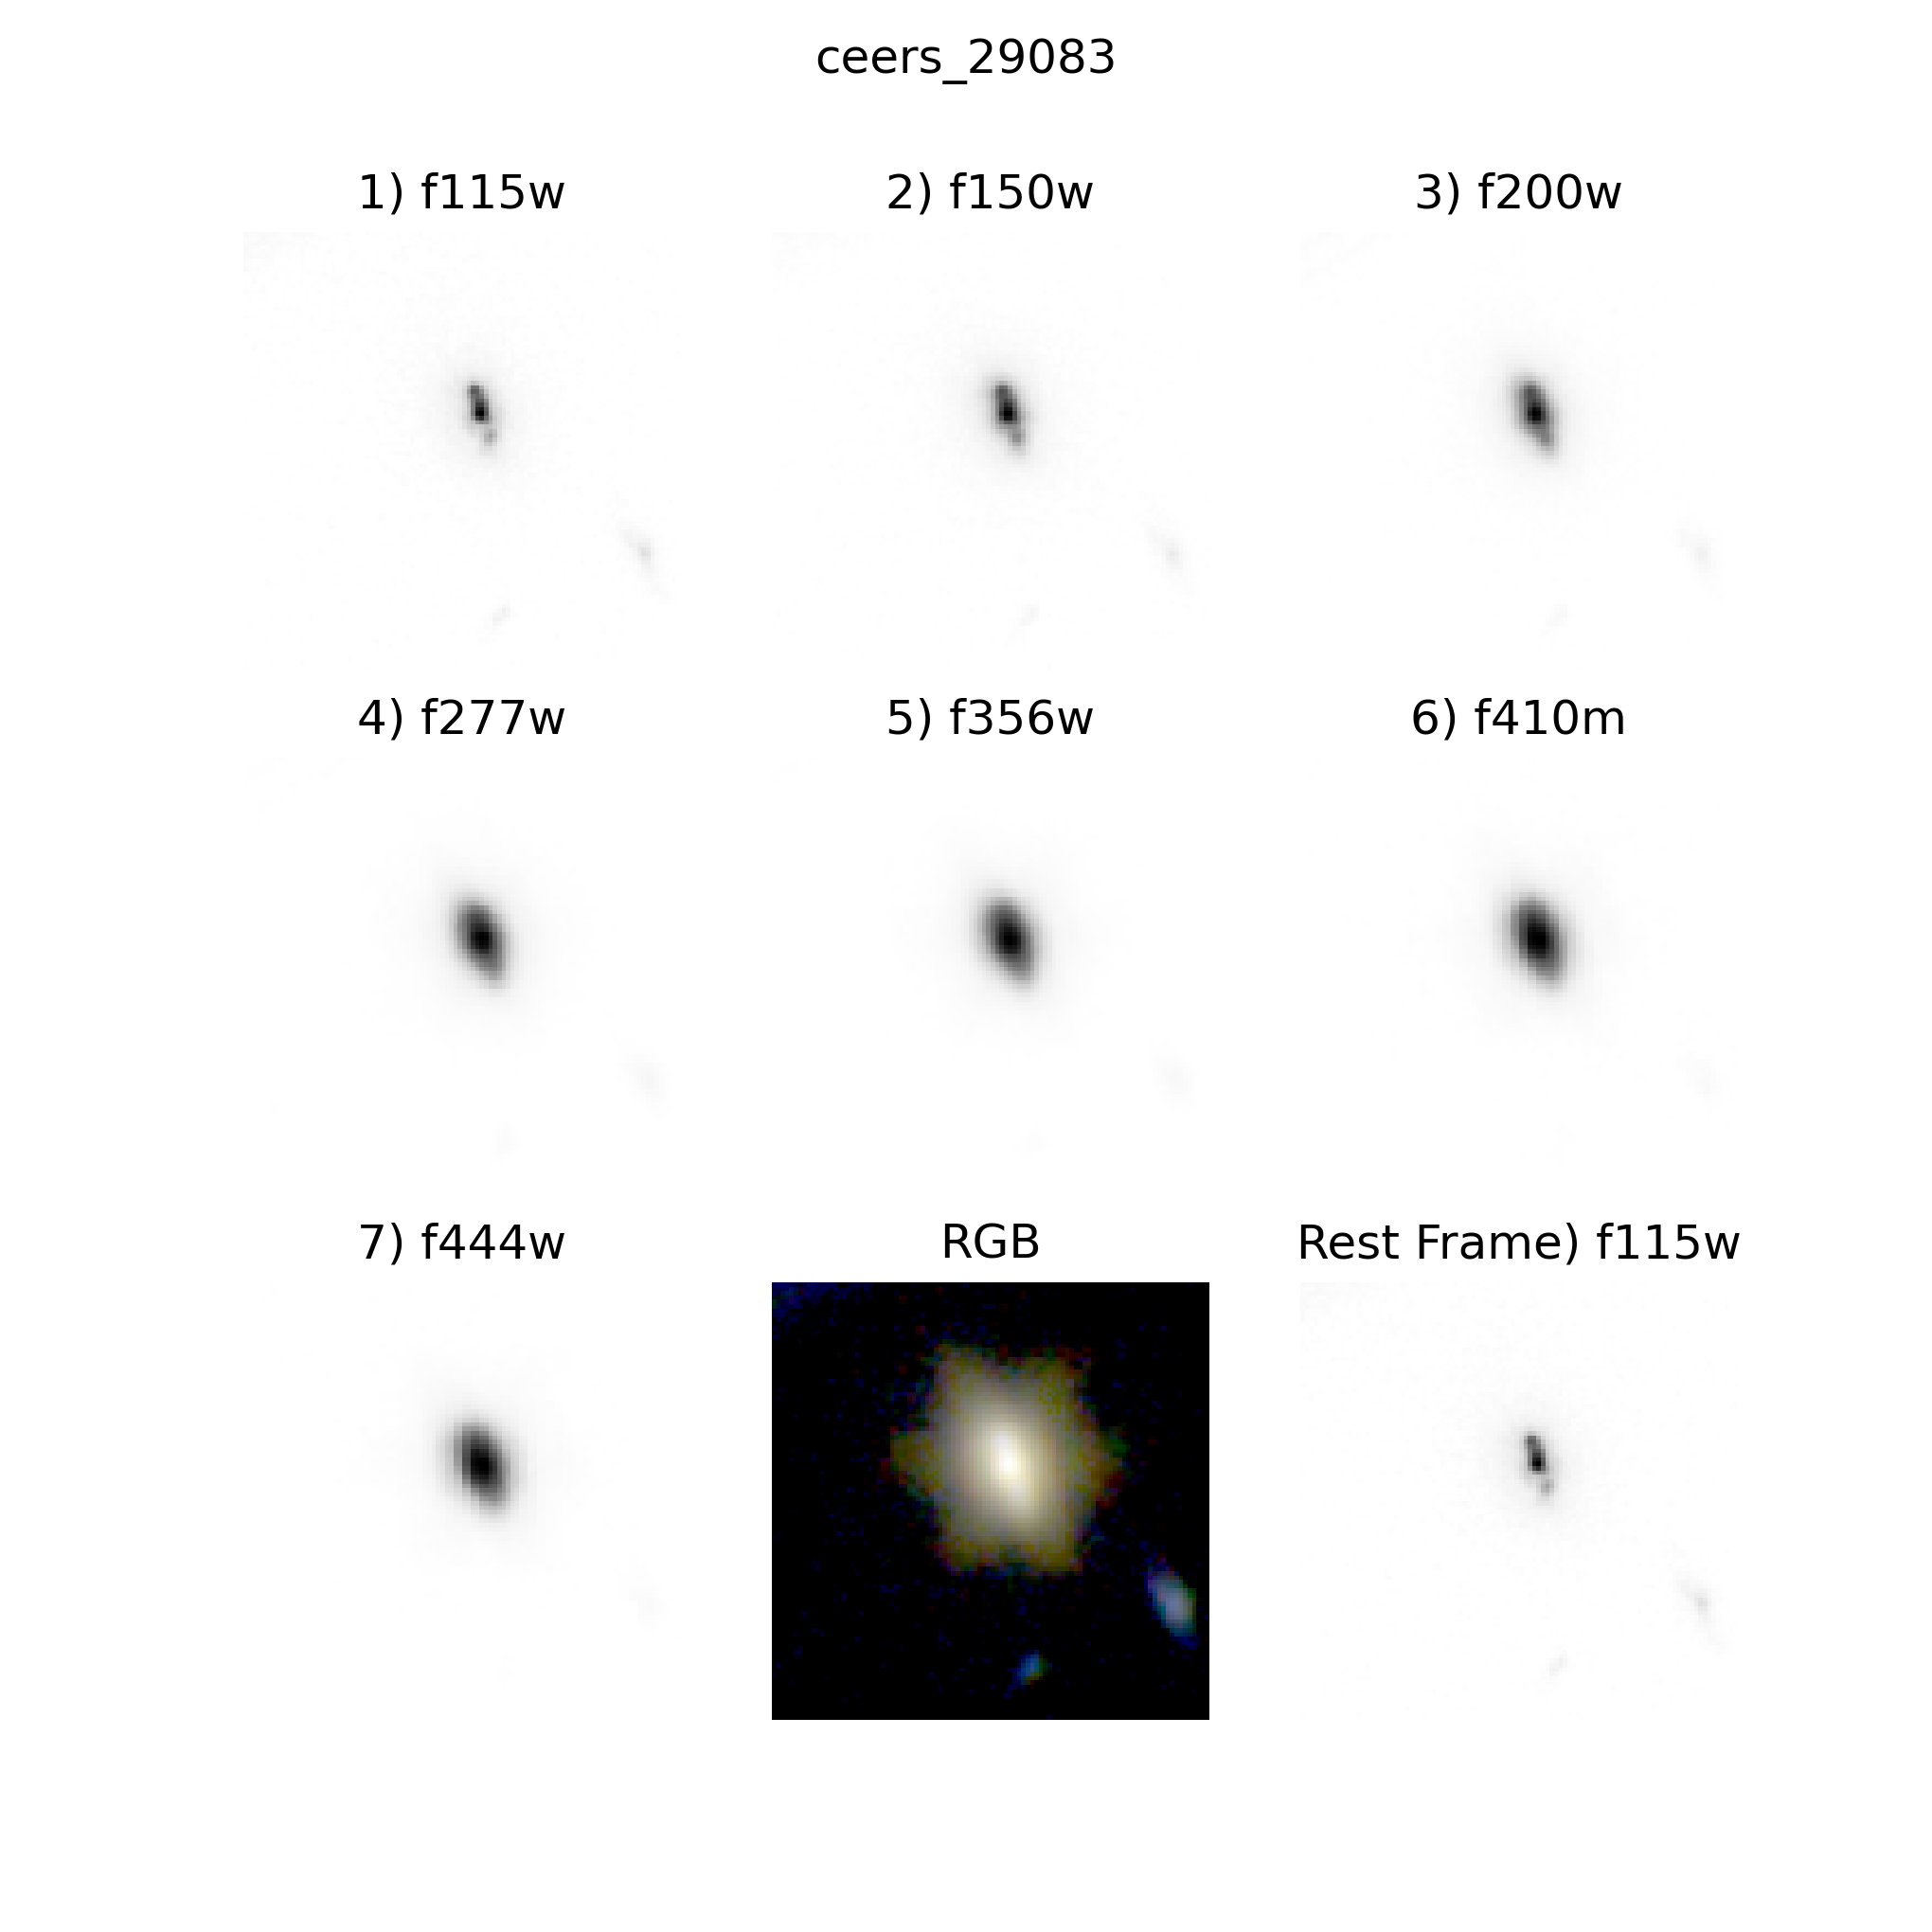 ceers_29083
1) f115w
2) f150w
3) f200w
4) f277w
5) f356w
6) f410m
7) f444w
RGB
Rest Frame) f115w